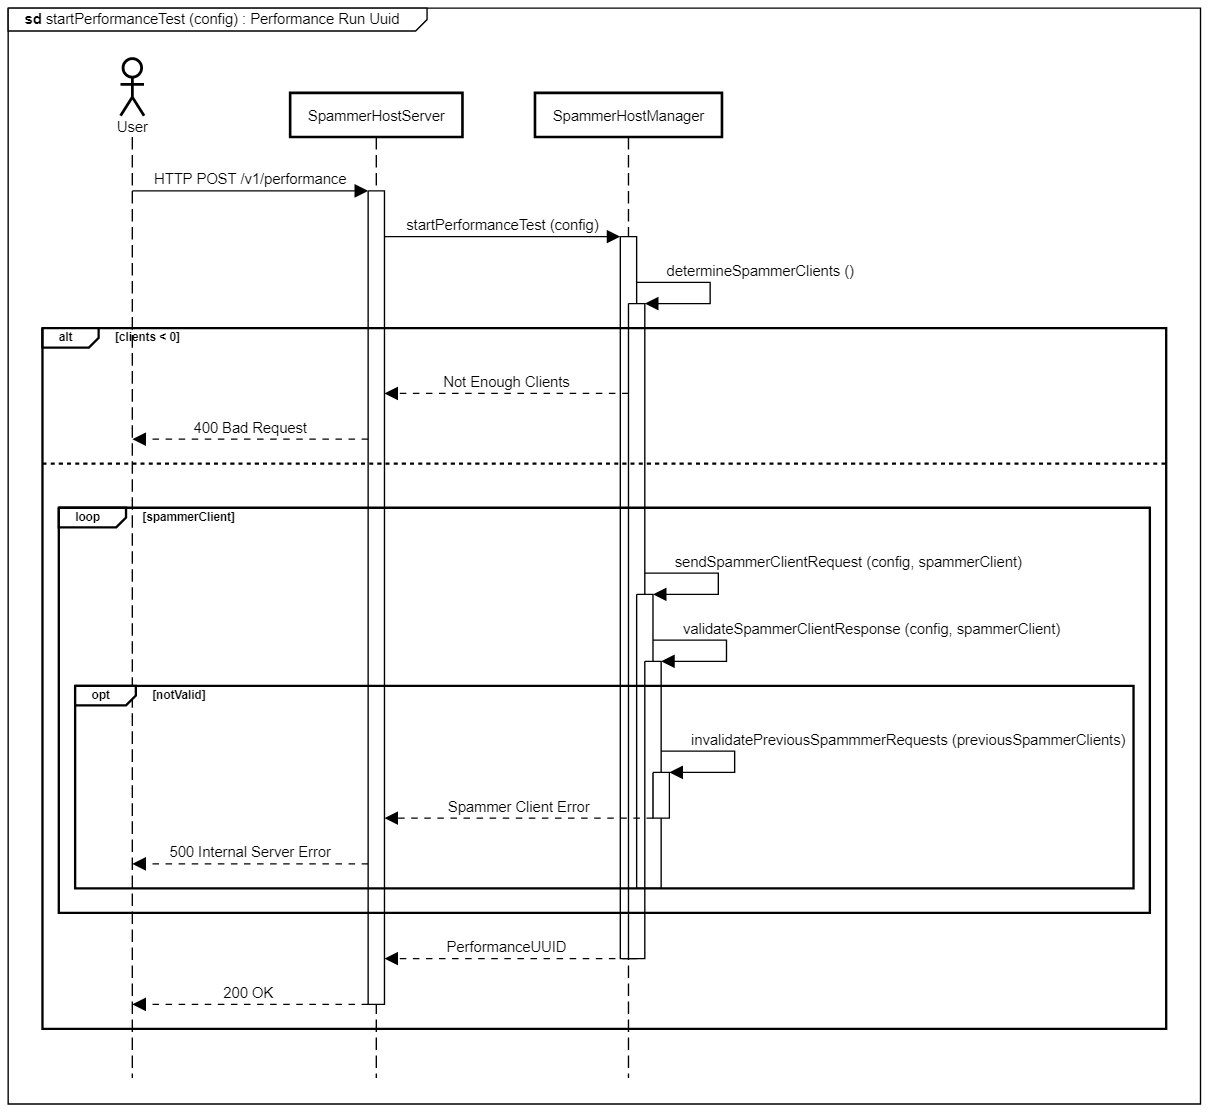 sd startPerformanceTest (config) : Performance Run Uuid
User
SpammerHostServer
SpammerHostManager
HTTP POST /v1/performance
startPerformanceTest (config)
determineSpammerClients ()
alt
[clients < 0]
Not Enough Clients
400 Bad Request
loop
[spammerClient]
sendSpammerClientRequest (config, spammerClient)
validateSpammerClientResponse (config, spammerClient)
opt
[notValid]
invalidatePreviousSpammmerRequests (previousSpammerClients)
Spammer Client Error
500 Internal Server Error
PerformanceUUID
200 OK